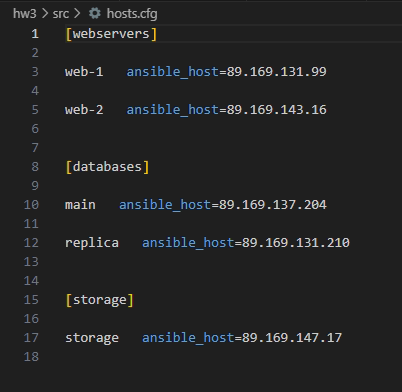 hw3 > src > hosts.cfg
1 [webservers]
2
3 web-1 ansible_host=89.169.131.99
4
5 web-2 ansible_host=89.169.143.16
6
7
8 [databases]
9
10 main ansible_host=89.169.137.204
11
12 replica ansible_host=89.169.131.210
13
14
15 [storage]
16
17 storage ansible_host=89.169.147.17
18